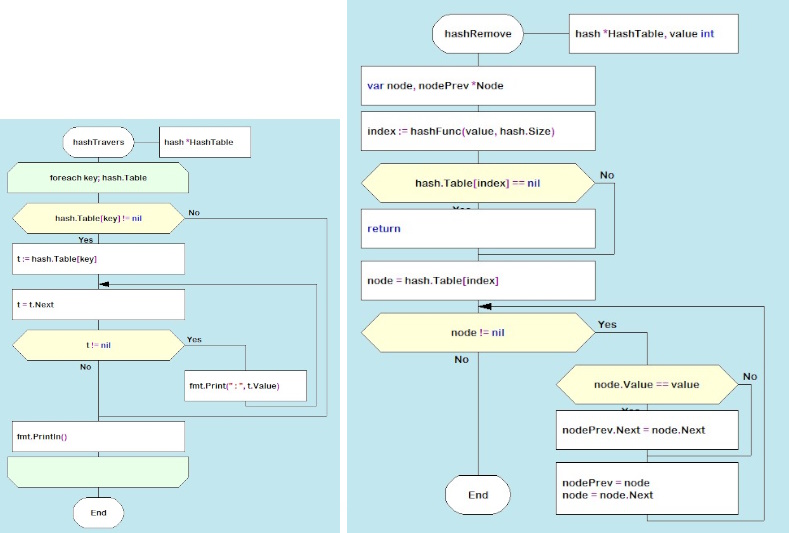 hashTravers
hash *HashTable
foreach key; hash.Table
hash.Table[key] != nil
No
Yes
t := hash.Table[key]
t = t.Next
t != nil
Yes
No
fmt.Print(" : ", t.Value)
fmt.Println()
End
hashRemove
hash *HashTable, value int
var node, nodePrev *Node
index := hashFunc(value, hash.Size)
hash.Table[index] == nil
No
Yes
return
node = hash.Table[index]
node != nil
Yes
No
node.Value == value
No
Yes
nodePrev.Next = node.Next
nodePrev = node
node = node.Next
End